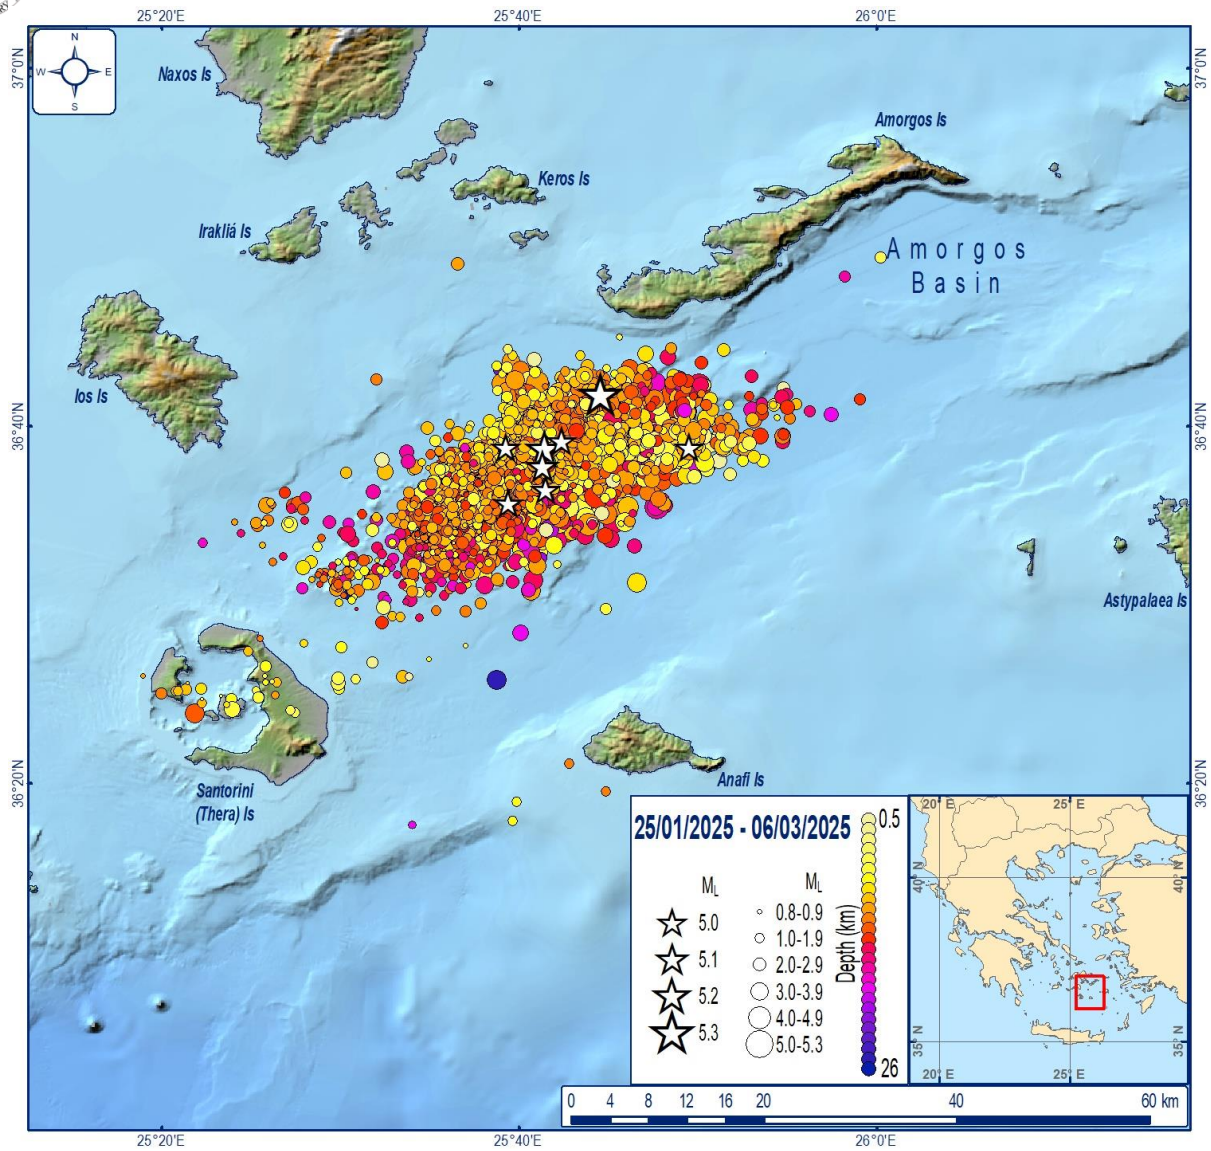 25°20'E
25°40'E
26°0'E
N
W
E
S
37°0'N
37°0'N
Naxos Is
Amorgos Is
Keros Is
Irakliá Is
Amorgos
Basin
Ios Is
36°40'N
36°40'N
Astypalaea Is
Santorini
(Thera) Is
Anafi Is
36°20'N
36°20'N
25/01/2025 - 06/03/2025
0.5
M_L
M_L
5.0
5.1
5.2
5.3
0.8-0.9
1.0-1.9
2.0-2.9
3.0-3.9
4.0-4.9
5.0-5.3
Depth (km)
26
20°E
25°E
40°N
40°N
35°N
35°N
20°E
25°E
0 4 8 12 16 20 40 60 km
25°20'E
25°40'E
26°0'E